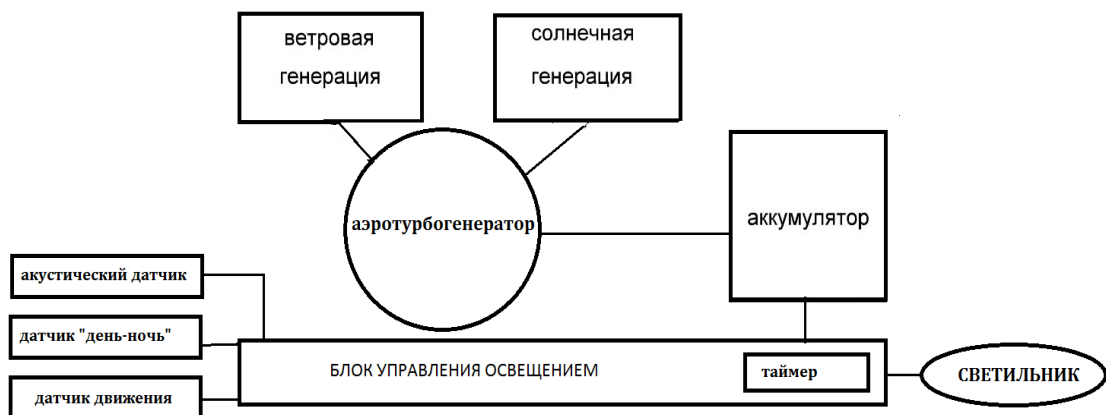 ветровая
генерация
солнечная
генерация
аэротурбогенератор
аккумулятор
акустический датчик
датчик "день-ночь"
датчик движения
БЛОК УПРАВЛЕНИЯ ОСВЕЩЕНИЕМ
таймер
СВЕТИЛЬНИК